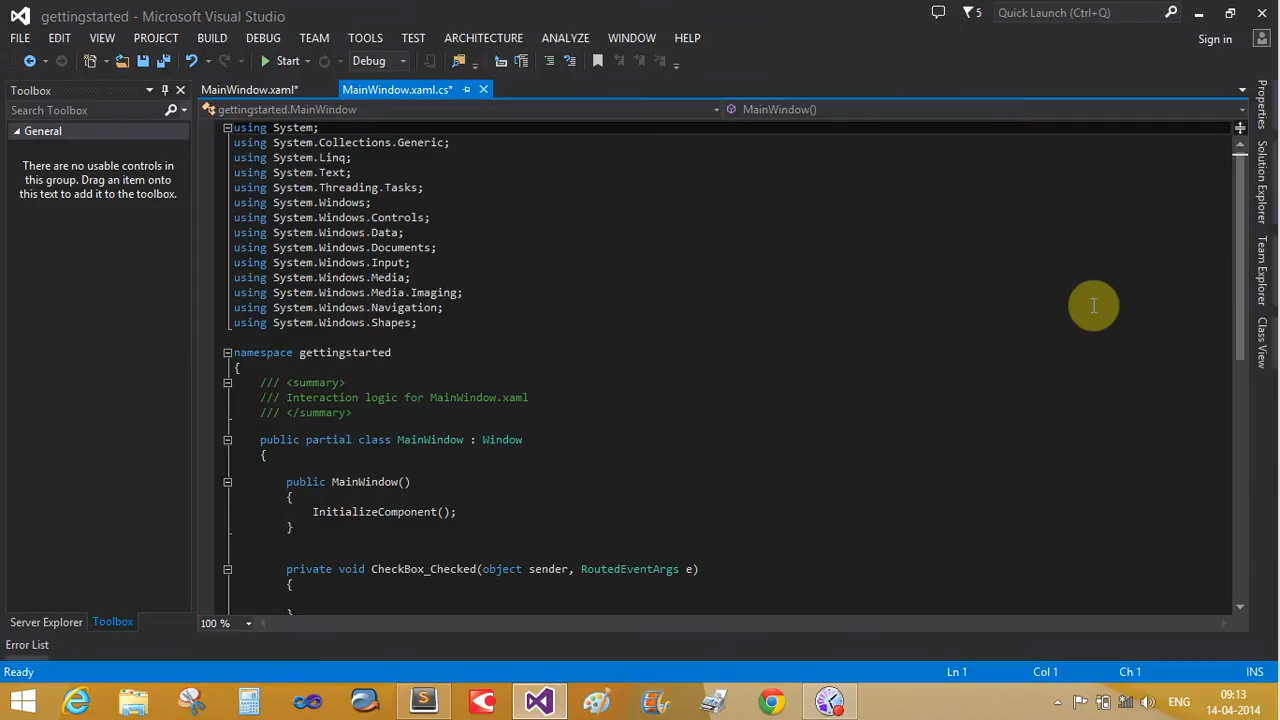 gettingstarted - Microsoft Visual Studio
5
Quick Launch (Ctrl+Q)
FILE EDIT VIEW PROJECT BUILD DEBUG TEAM TOOLS TEST ARCHITECTURE ANALYZE WINDOW HELP
Sign in
Start
Debug
Toolbox
MainWindow.xaml*
MainWindow.xaml.cs*
Search Toolbox
gettingstarted.MainWindow
MainWindow()
General
There are no usable controls in
this group. Drag an item onto
this text to add it to the toolbox.
using System;
using System.Collections.Generic;
using System.Linq;
using System.Text;
using System.Threading.Tasks;
using System.Windows;
using System.Windows.Controls;
using System.Windows.Data;
using System.Windows.Documents;
using System.Windows.Input;
using System.Windows.Media;
using System.Windows.Media.Imaging;
using System.Windows.Navigation;
using System.Windows.Shapes;
namespace gettingstarted
{
/// <summary>
/// Interaction logic for MainWindow.xaml
/// </summary>
public partial class MainWindow : Window
{
public MainWindow()
{
InitializeComponent();
}
private void CheckBox_Checked(object sender, RoutedEventArgs e)
{
}
Properties
Solution Explorer
Team Explorer
Class View
Server Explorer
Toolbox
100 %
Error List
Ready
Ln 1
Col 1
Ch 1
INS
ENG
09:13
14-04-2014